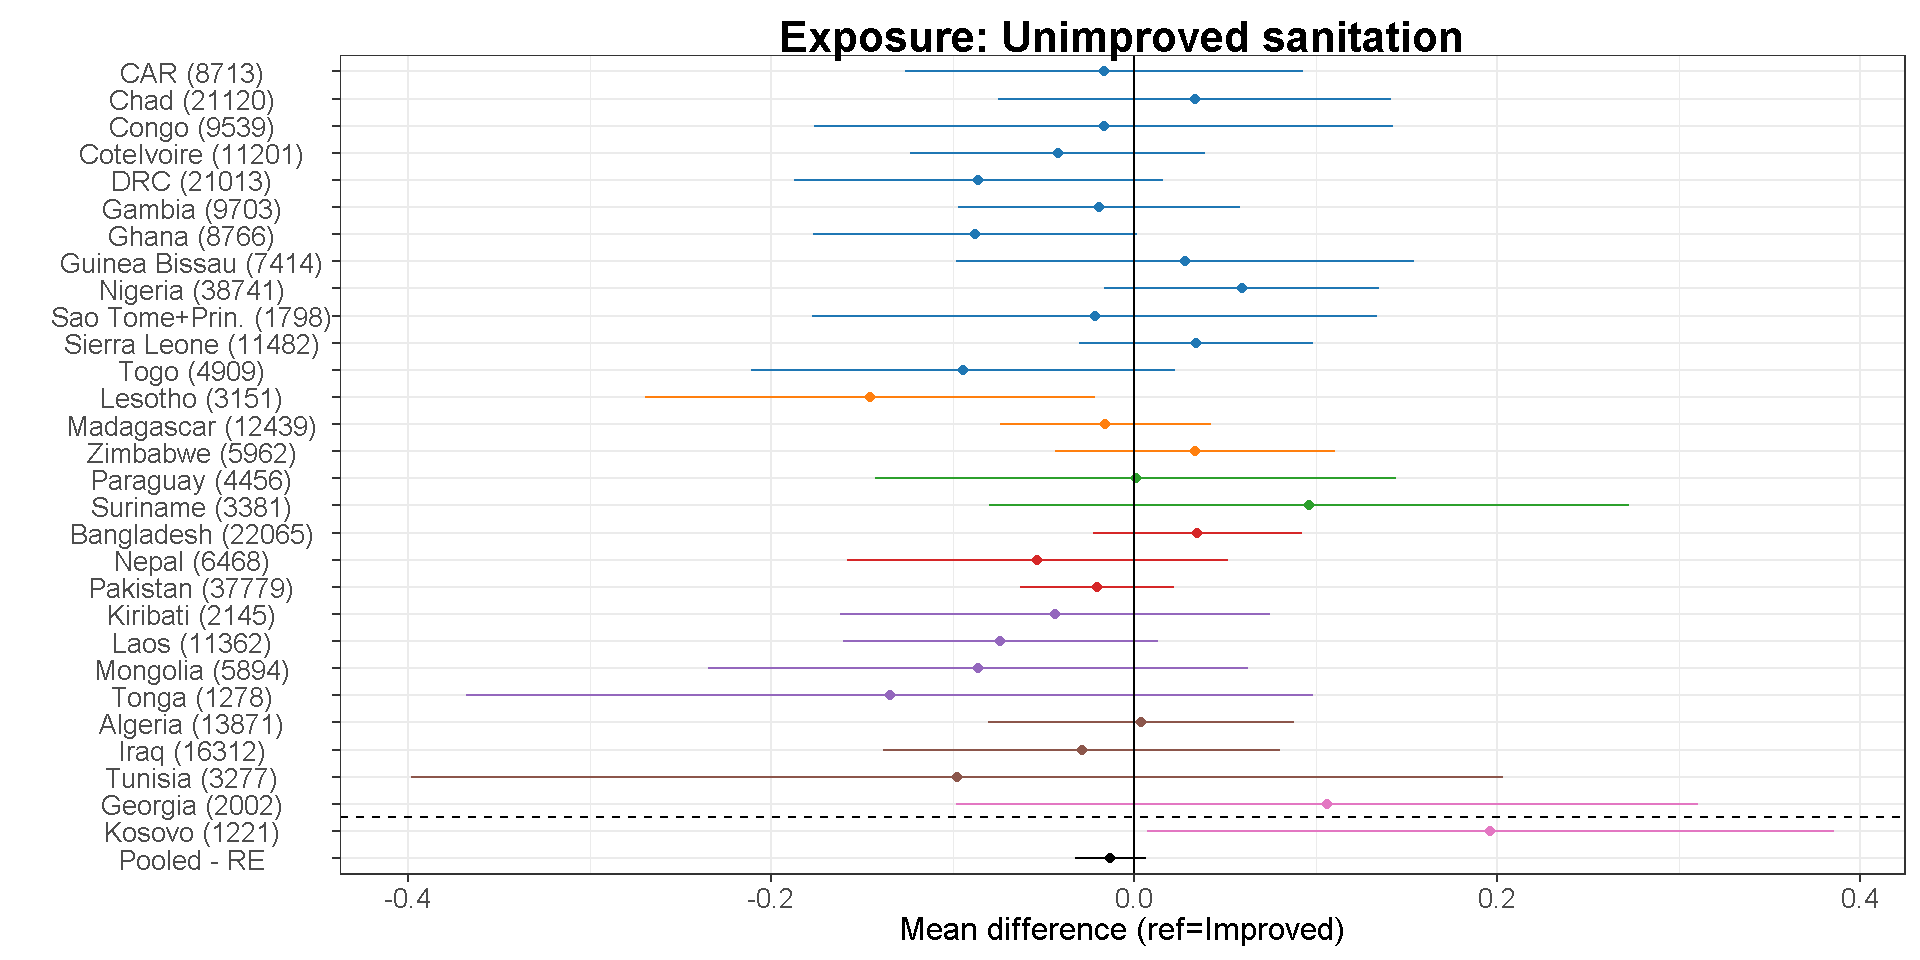 Exposure: Unimproved sanitation
CAR (8713)
Chad (21120)
Congo (9539)
CoteIvoire (11201)
DRC (21013)
Gambia (9703)
Ghana (8766)
Guinea Bissau (7414)
Nigeria (38741)
Sao Tome+Prin. (1798)
Sierra Leone (11482)
Togo (4909)
Lesotho (3151)
Madagascar (12439)
Zimbabwe (5962)
Paraguay (4456)
Suriname (3381)
Bangladesh (22065)
Nepal (6468)
Pakistan (37779)
Kiribati (2145)
Laos (11362)
Mongolia (5894)
Tonga (1278)
Algeria (13871)
Iraq (16312)
Tunisia (3277)
Georgia (2002)
Kosovo (1221)
Pooled - RE
-0.4 -0.2 0.0 0.2 0.4
Mean difference (ref=Improved)